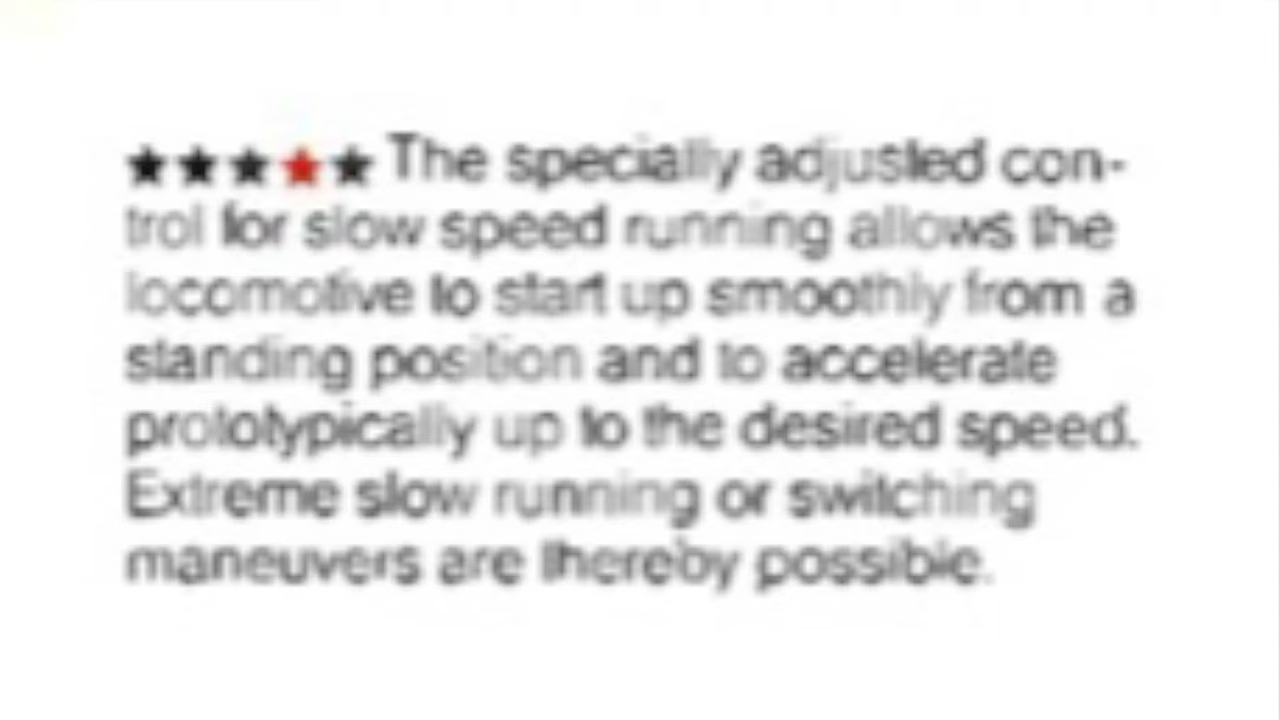 ★★★★★ The specially adjusted con-
trol for slow speed running allows the
locomotive to start up smoothly from a
standing position and to accelerate
prototypically up to the desired speed.
Extreme slow running or switching
maneuvers are thereby possible.